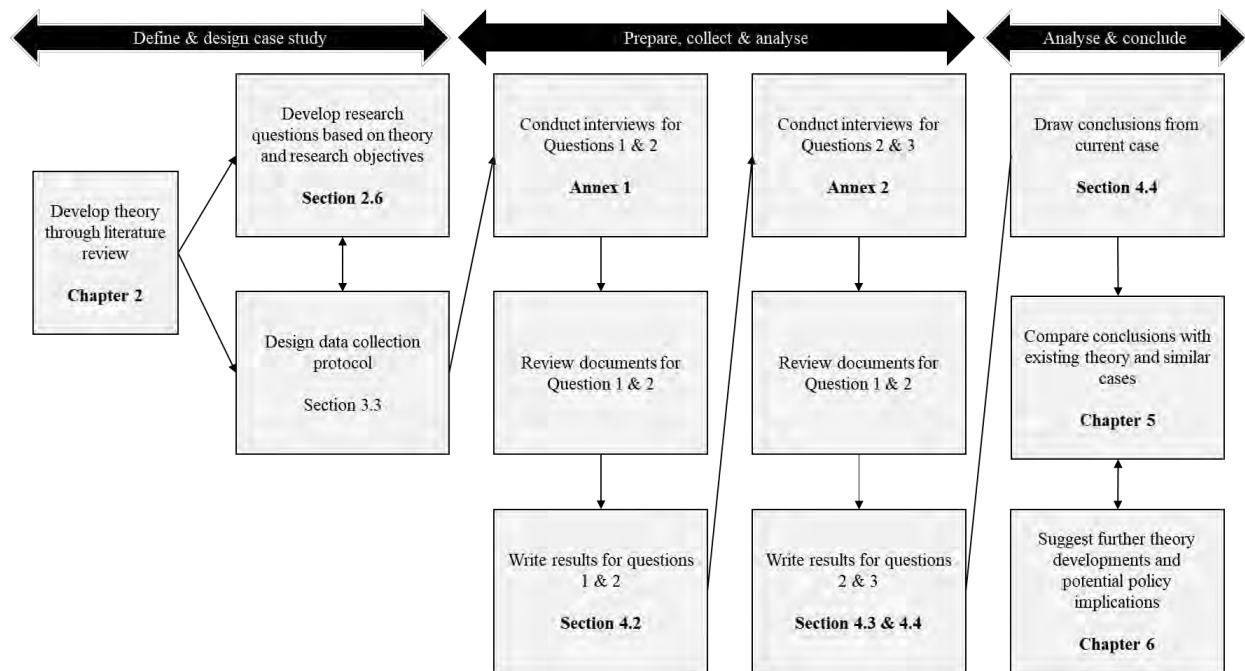 Define & design case study
Prepare, collect & analyse
Analyse & conclude
Develop theory
through literature
review
Chapter 2
Develop research
questions based on theory
and research objectives
Section 2.6
Design data collection
protocol
Section 3.3
Conduct interviews for
Questions 1 & 2
Annex 1
Review documents for
Question 1 & 2
Write results for questions
1 & 2
Section 4.2
Conduct interviews for
Questions 2 & 3
Annex 2
Review documents for
Question 1 & 2
Write results for questions
2 & 3
Section 4.3 & 4.4
Draw conclusions from
current case
Section 4.4
Compare conclusions with
existing theory and similar
cases
Chapter 5
Suggest further theory
developments and
potential policy
implications
Chapter 6